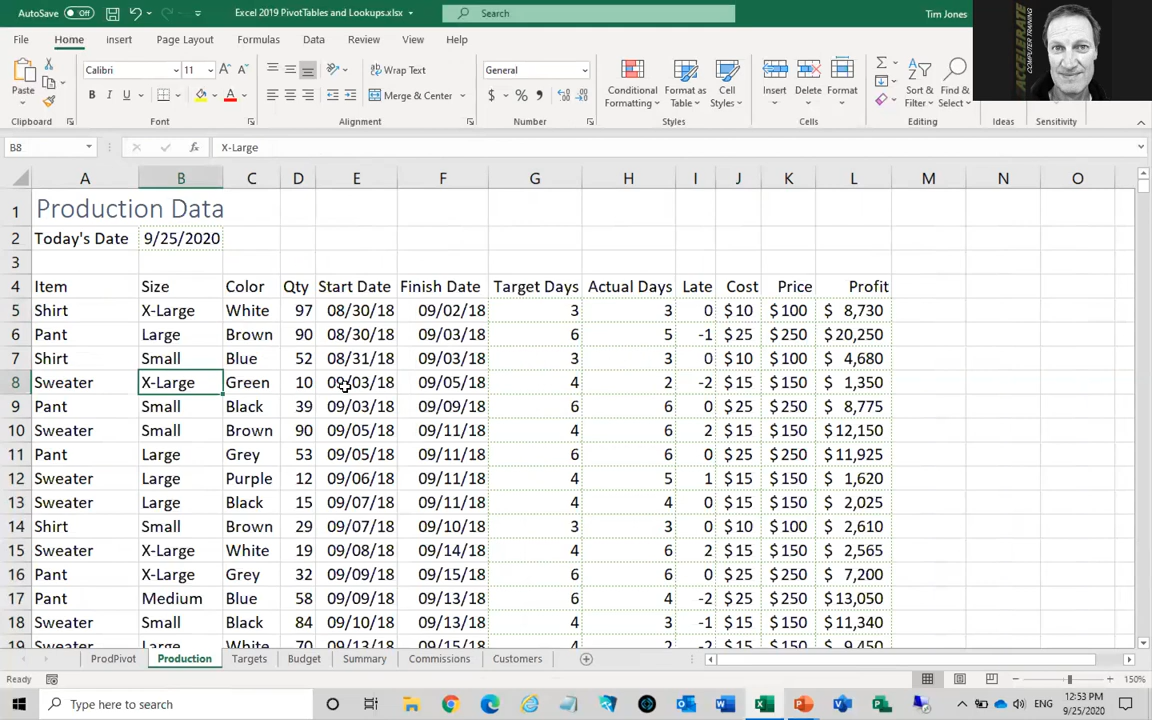 AutoSave Off Excel 2019 PivotTables and Lookups.xlsx Search Tim Jones
ACCELERATE
COMPUTER TRAINING
File Home Insert Page Layout Formulas Data Review View Help
Paste Calibri 11 A A Wrap Text General Conditional Formatting Format as Table Cell Styles Insert Delete Format Sort & Filter Find & Select
B I U A Merge & Center $ % 9
Clipboard Font Alignment Number Styles Cells Editing Ideas Sensitivity
B8 fx X-Large
A B C D E F G H I J K L M N O
1 Production Data
2 Today's Date 9/25/2020
3
4 Item Size Color Qty Start Date Finish Date Target Days Actual Days Late Cost Price Profit
5 Shirt X-Large White 97 08/30/18 09/02/18 3 3 0 $ 10 $ 100 $ 8,730
6 Pant Large Brown 90 08/30/18 09/03/18 6 5 -1 $ 25 $ 250 $ 20,250
7 Shirt Small Blue 52 08/31/18 09/03/18 3 3 0 $ 10 $ 100 $ 4,680
8 Sweater X-Large Green 10 09/03/18 09/05/18 4 2 -2 $ 15 $ 150 $ 1,350
9 Pant Small Black 39 09/03/18 09/09/18 6 6 0 $ 25 $ 250 $ 8,775
10 Sweater Small Brown 90 09/05/18 09/11/18 4 6 2 $ 15 $ 150 $ 12,150
11 Pant Large Grey 53 09/05/18 09/11/18 6 6 0 $ 25 $ 250 $ 11,925
12 Sweater Large Purple 12 09/06/18 09/11/18 4 5 1 $ 15 $ 150 $ 1,620
13 Sweater Large Black 15 09/07/18 09/11/18 4 4 0 $ 15 $ 150 $ 2,025
14 Shirt Small Brown 29 09/07/18 09/10/18 3 3 0 $ 10 $ 100 $ 2,610
15 Sweater X-Large White 19 09/08/18 09/14/18 4 6 2 $ 15 $ 150 $ 2,565
16 Pant X-Large Grey 32 09/09/18 09/15/18 6 6 0 $ 25 $ 250 $ 7,200
17 Pant Medium Blue 58 09/09/18 09/13/18 6 4 -2 $ 25 $ 250 $ 13,050
18 Sweater Small Black 84 09/10/18 09/13/18 4 3 -1 $ 15 $ 150 $ 11,340
19 Sweater Large White 70 09/13/18 09/15/18 4 2 -2 $ 15 $ 150 $ 9,450
ProdPivot Production Targets Budget Summary Commissions Customers
Ready 150%
Type here to search ENG 12:53 PM
9/25/2020